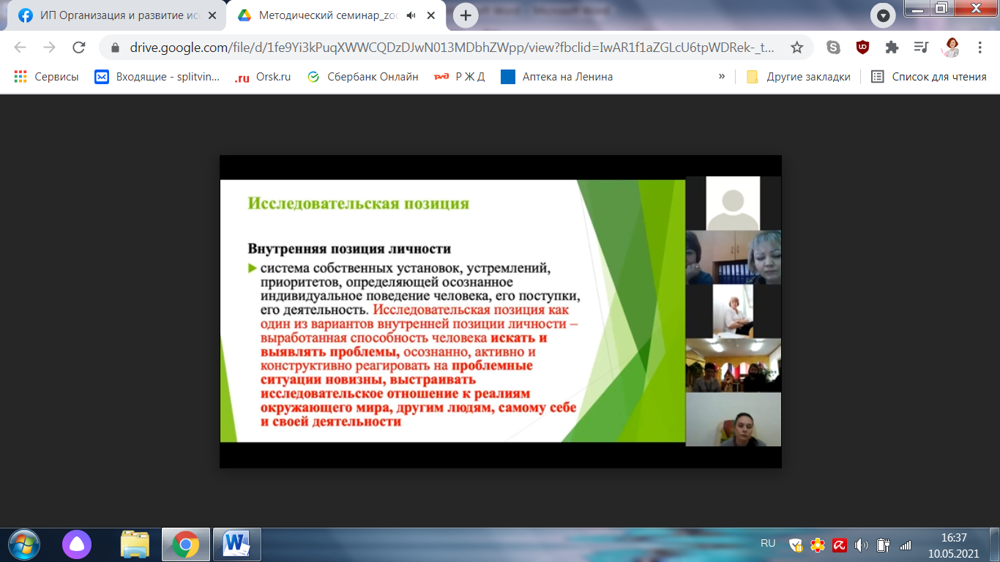 ИП Организация и развитие исс
Методический семинар_zoo
drive.google.com/file/d/1fe9Yi3kPuqXWWCQDzDJwN013MDbhZWpp/view?fbclid=IwAR1f1aZGLcU6tpWDRek-_t...
Сервисы
Входящие - splitvin...
.ru Orsk.ru
Сбербанк Онлайн
ржд Р Ж Д
Аптека на Ленина
»
Другие закладки
Список для чтения
Исследовательская позиция
Внутренняя позиция личности
система собственных установок, устремлений,
приоритетов, определяющей осознанное
индивидуальное поведение человека, его поступки,
его деятельность. Исследовательская позиция как
один из вариантов внутренней позиции личности –
выработанная способность человека искать и
выявлять проблемы, осознанно, активно и
конструктивно реагировать на проблемные
ситуации новизны, выстраивать
исследовательское отношение к реалиям
окружающего мира, другим людям, самому себе
и своей деятельности
RU
16:37
10.05.2021